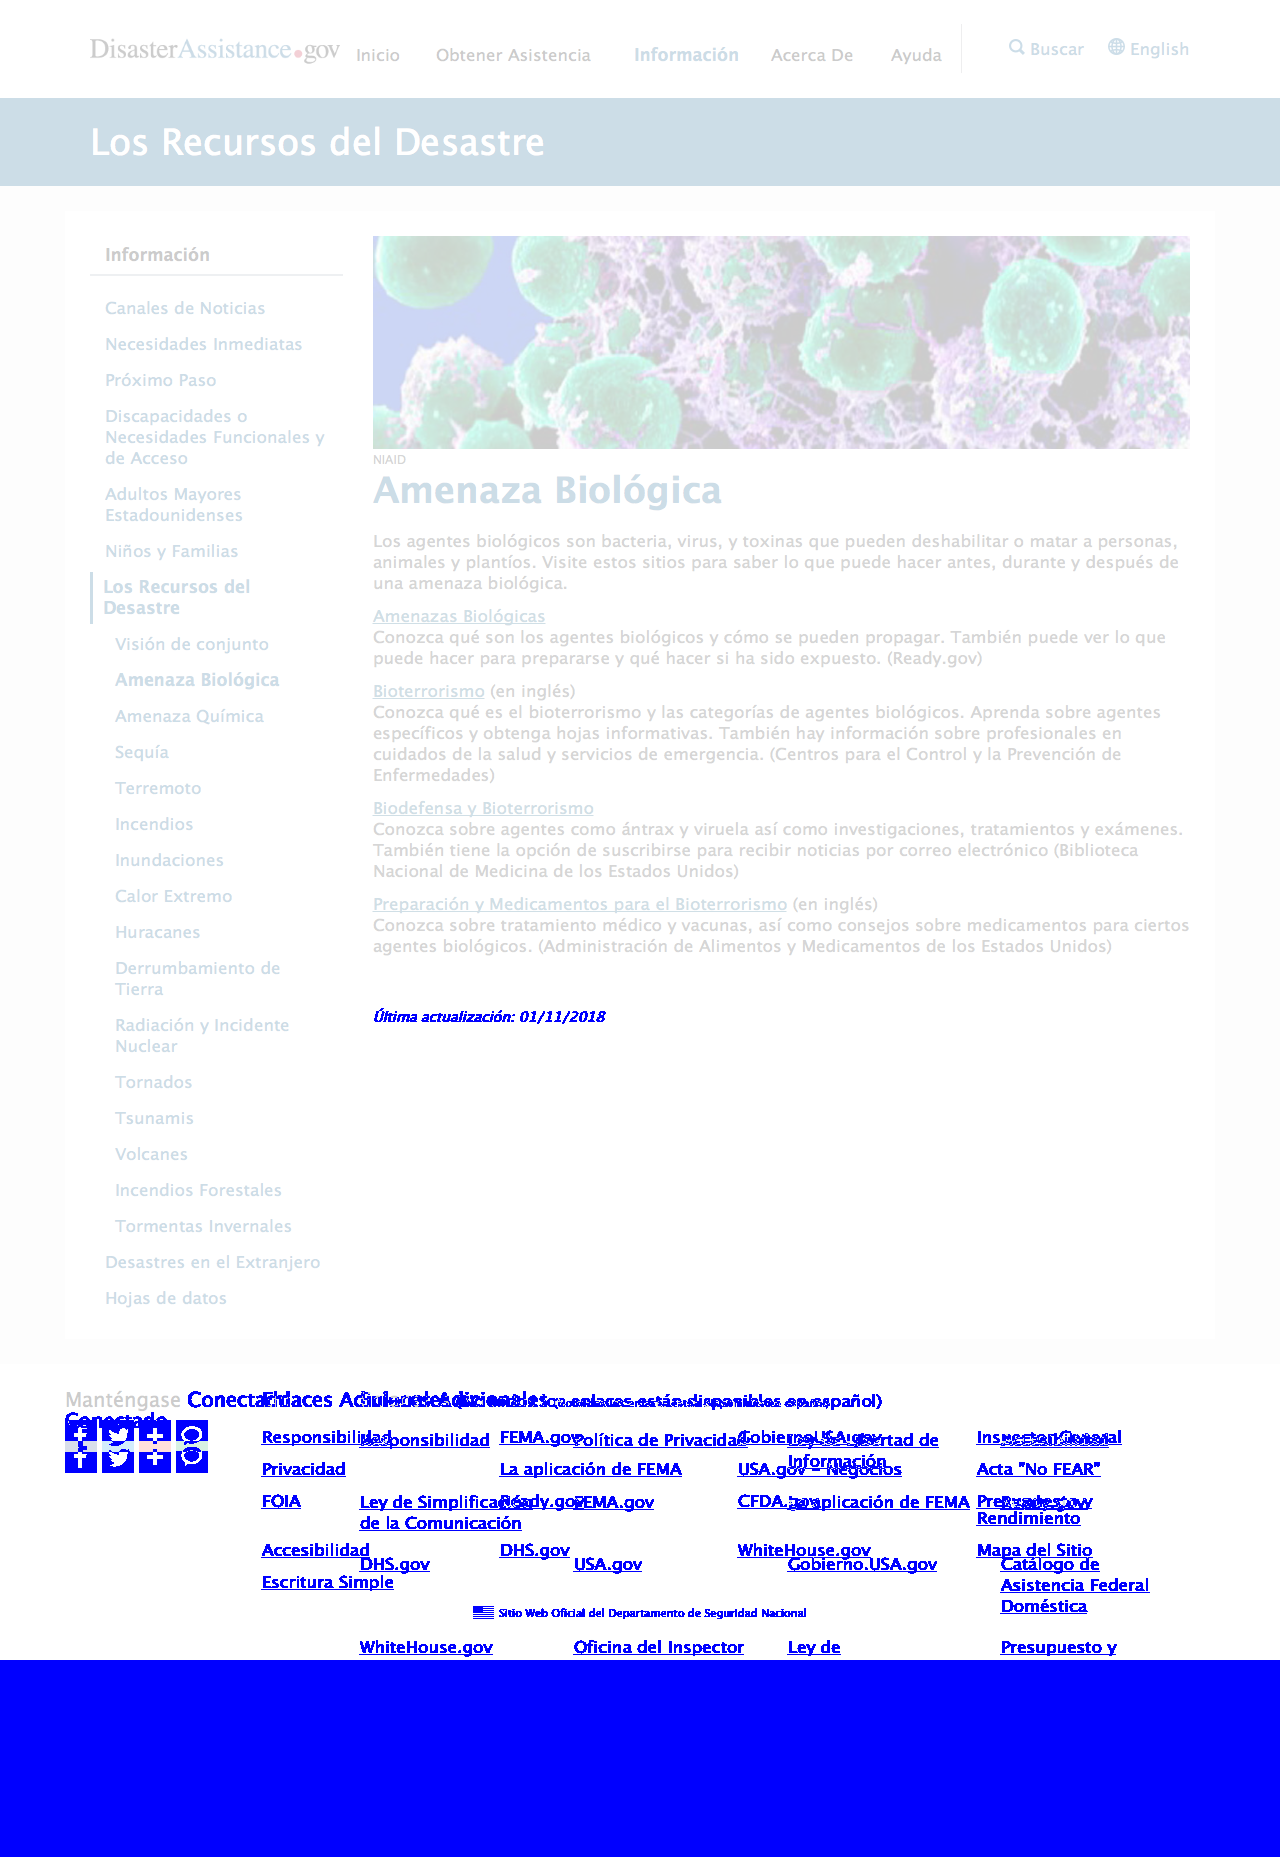 DisasterAssistance.gov
Inicio
Obtener Asistencia
Información
Acerca De
Ayuda
Buscar
English
Los Recursos del Desastre
Información
Canales de Noticias
Necesidades Inmediatas
Próximo Paso
Discapacidades o
Necesidades Funcionales y
de Acceso
Adultos Mayores
Estadounidenses
Niños y Familias
Los Recursos del
Desastre
Visión de conjunto
Amenaza Biológica
Amenaza Química
Sequía
Terremoto
Incendios
Inundaciones
Calor Extremo
Huracanes
Derrumbamiento de
Tierra
Radiación y Incidente
Nuclear
Tornados
Tsunamis
Volcanes
Incendios Forestales
Tormentas Invernales
Desastres en el Extranjero
Hojas de datos
NIAID
Amenaza Biológica
Los agentes biológicos son bacteria, virus, y toxinas que pueden deshabilitar o matar a personas,
animales y plantíos. Visite estos sitios para saber lo que puede hacer antes, durante y después de
una amenaza biológica.
Amenazas Biológicas
Conozca qué son los agentes biológicos y cómo se pueden propagar. También puede ver lo que
puede hacer para prepararse y qué hacer si ha sido expuesto. (Ready.gov)
Bioterrorismo (en inglés)
Conozca qué es el bioterrorismo y las categorías de agentes biológicos. Aprenda sobre agentes
específicos y obtenga hojas informativas. También hay información sobre profesionales en
cuidados de la salud y servicios de emergencia. (Centros para el Control y la Prevención de
Enfermedades)
Biodefensa y Bioterrorismo
Conozca sobre agentes como ántrax y viruela así como investigaciones, tratamientos y exámenes.
También tiene la opción de suscribirse para recibir noticias por correo electrónico (Biblioteca
Nacional de Medicina de los Estados Unidos)
Preparación y Medicamentos para el Bioterrorismo (en inglés)
Conozca sobre tratamiento médico y vacunas, así como consejos sobre medicamentos para ciertos
agentes biológicos. (Administración de Alimentos y Medicamentos de los Estados Unidos)
Última actualización: 01/11/2018
Manténgase
Conectado
enlaces están disponibles en español)
Responsibilidad
Responsibilidad
FEMA.gov
Política de Privacidad
Gobierno.USA.gov
Ley de Libertad de
Información
Inspector General
Privacidad
La aplicación de FEMA
USA.gov – Negocios
Acta "No FEAR"
FOIA
Ley de Simplificación
de la Comunicación
Ready.gov
FEMA.gov
CFDA.gov
La aplicación de FEMA
Rendimiento
Accesibilidad
DHS.gov
DHS.gov
USA.gov
WhiteHouse.gov
Gobierno.USA.gov
Mapa del Sitio
Catálogo de
Asistencia Federal
Doméstica
Escritura Simple
Sitio Web Oficial del Departamento de Seguridad Nacional
WhiteHouse.gov
Oficina del Inspector
Ley de
Presupuesto y